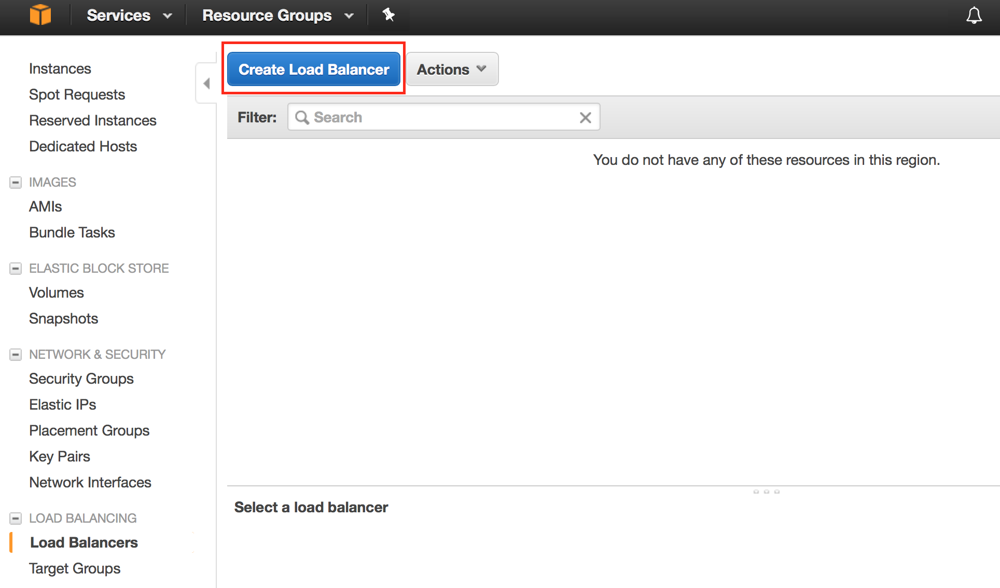 Services
Resource Groups
Instances
Spot Requests
Reserved Instances
Dedicated Hosts
IMAGES
AMIs
Bundle Tasks
ELASTIC BLOCK STORE
Volumes
Snapshots
NETWORK & SECURITY
Security Groups
Elastic IPs
Placement Groups
Key Pairs
Network Interfaces
LOAD BALANCING
Load Balancers
Target Groups
Create Load Balancer
Actions
Filter:
Search
You do not have any of these resources in this region.
Select a load balancer